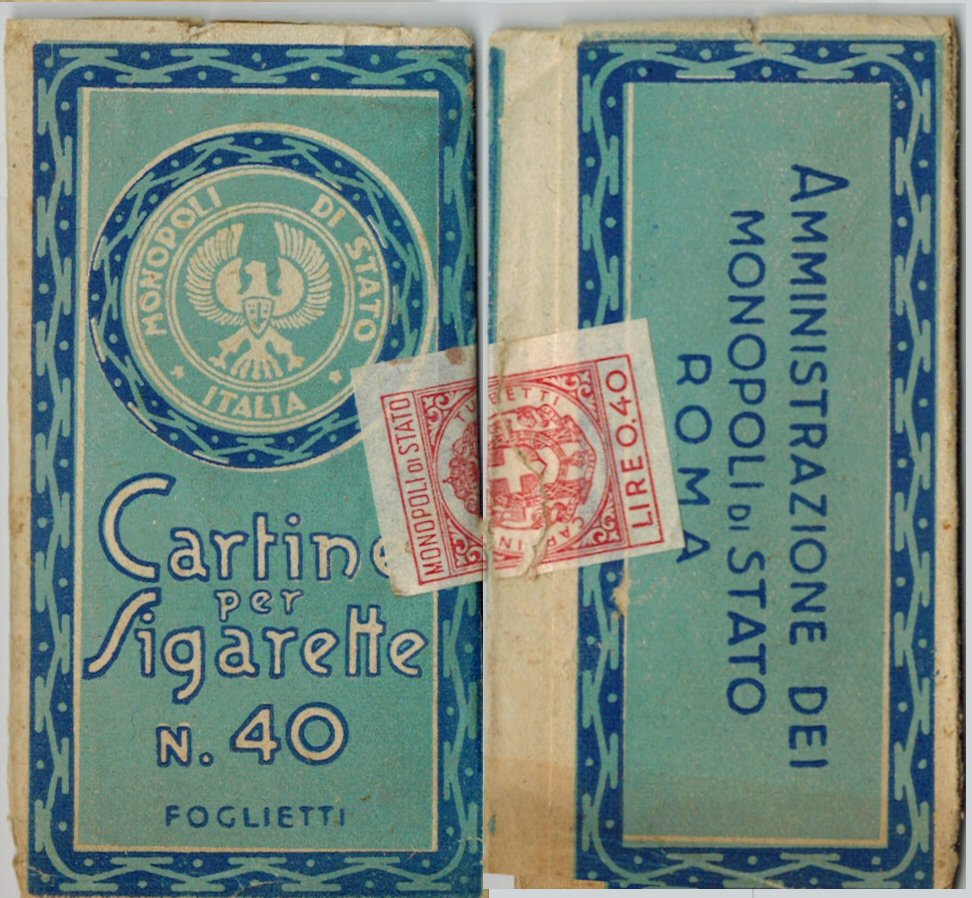 MONOPOLI DI STATO
ITALIA
Cartine
per
Sigarette
N. 40
FOGLIETTI
MONOPOLI DI STATO
LIRE 0.40
AMMINISTRAZIONE DEI
MONOPOLI DI STATO
ROMA